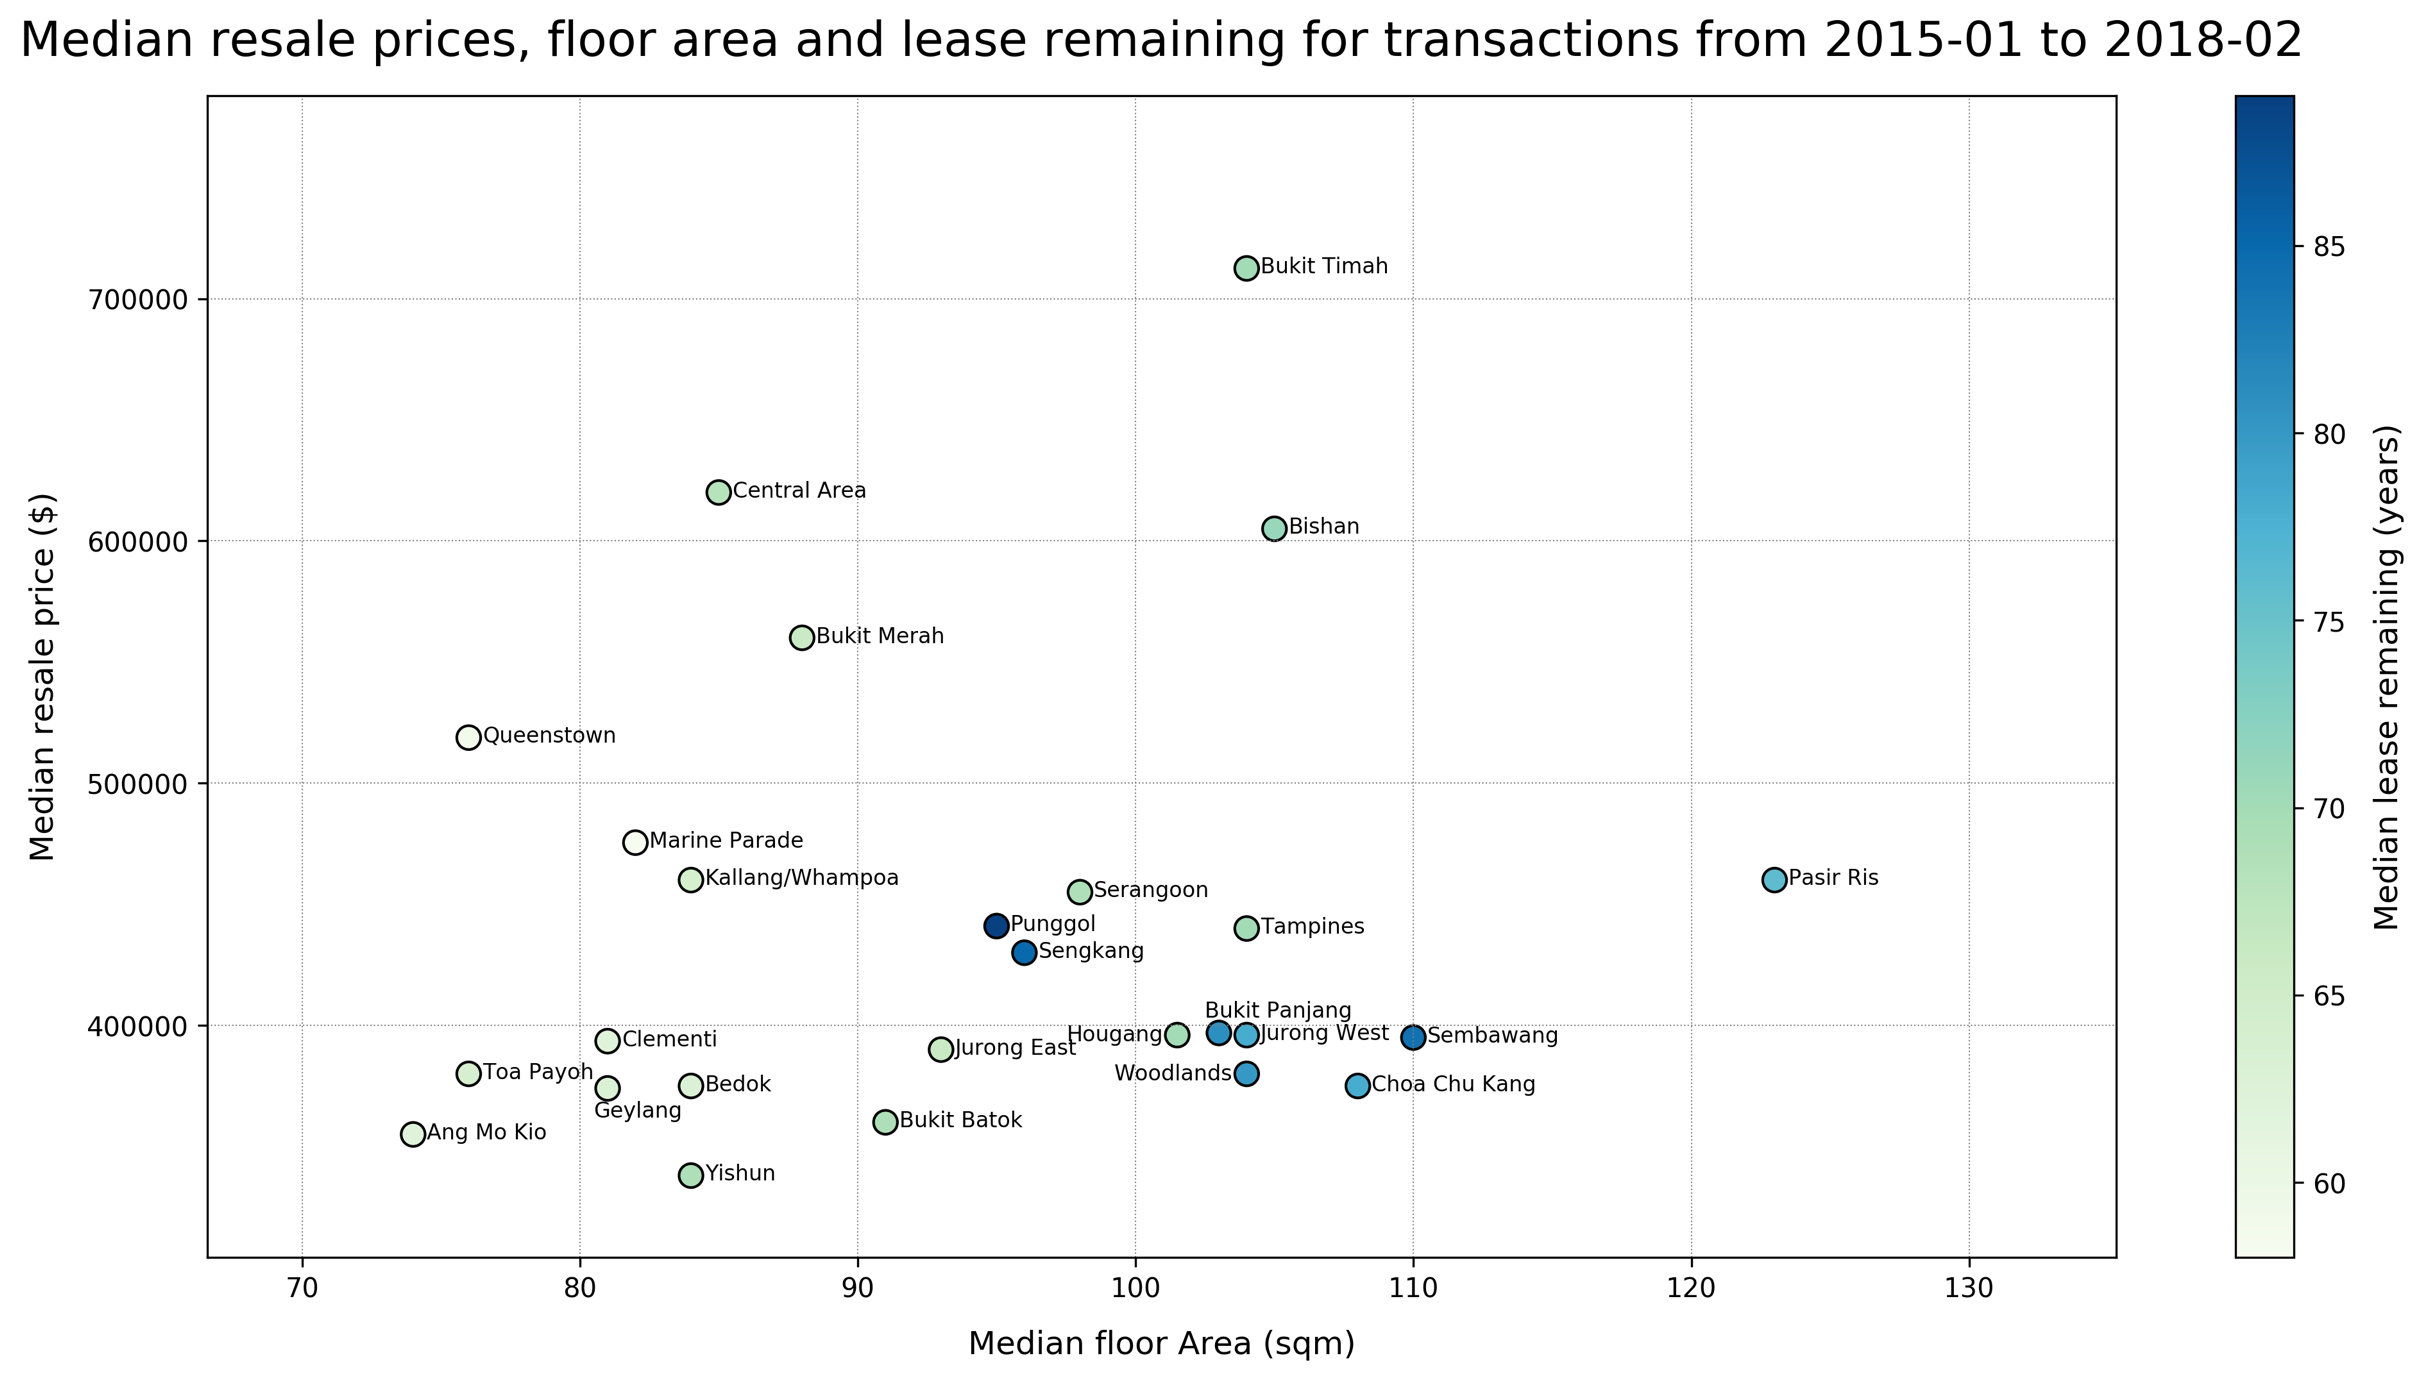 Median resale prices, floor area and lease remaining for transactions from 2015-01 to 2018-02
Median resale price ($)
700000
600000
500000
400000
Bukit Timah
Central Area
Bishan
Bukit Merah
Queenstown
Marine Parade
Kallang/Whampoa
Pasir Ris
Serangoon
Punggol
Tampines
Sengkang
Bukit Panjang
Hougang
Jurong West
Sembawang
Clementi
Jurong East
Toa Payoh
Woodlands
Bedok
Choa Chu Kang
Geylang
Bukit Batok
Ang Mo Kio
Yishun
70 80 90 100 110 120 130
Median floor Area (sqm)
85
80
75
70
65
60
Median lease remaining (years)